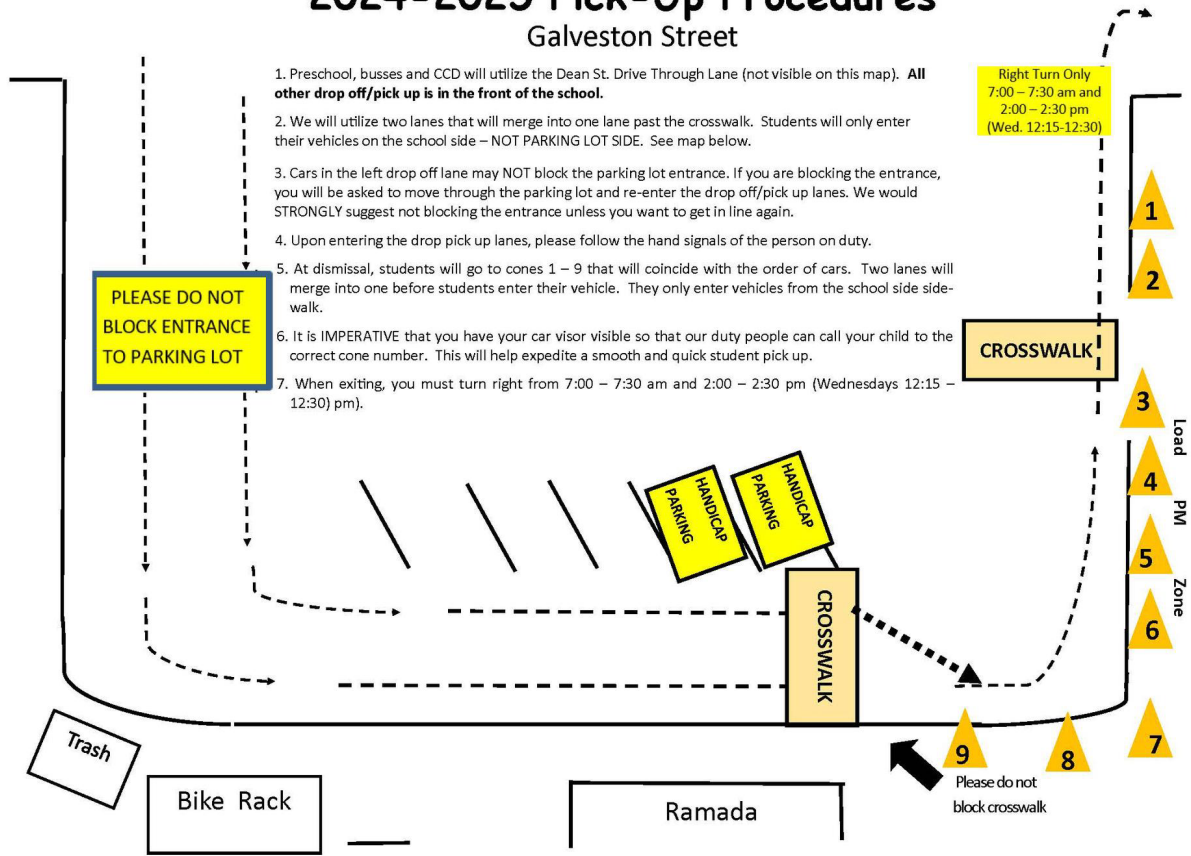 2024-2025 Pick-Up Procedures
Galveston Street
1. Preschool, busses and CCD will utilize the Dean St. Drive Through Lane (not visible on this map). All
other drop off/pick up is in the front of the school.
2. We will utilize two lanes that will merge into one lane past the crosswalk. Students will only enter
their vehicles on the school side – NOT PARKING LOT SIDE. See map below.
3. Cars in the left drop off lane may NOT block the parking lot entrance. If you are blocking the entrance,
you will be asked to move through the parking lot and re-enter the drop off/pick up lanes. We would
STRONGLY suggest not blocking the entrance unless you want to get in line again.
4. Upon entering the drop pick up lanes, please follow the hand signals of the person on duty.
5. At dismissal, students will go to cones 1 – 9 that will coincide with the order of cars. Two lanes will
merge into one before students enter their vehicle. They only enter vehicles from the school side side-
walk.
6. It is IMPERATIVE that you have your car visor visible so that our duty people can call your child to the
correct cone number. This will help expedite a smooth and quick student pick up.
7. When exiting, you must turn right from 7:00 – 7:30 am and 2:00 – 2:30 pm (Wednesdays 12:15 –
12:30) pm).
Right Turn Only
7:00 – 7:30 am and
2:00 – 2:30 pm
(Wed. 12:15-12:30)
PLEASE DO NOT
BLOCK ENTRANCE
TO PARKING LOT
1
2
CROSSWALK
3
4
5
6
7
8
9
Load PM Zone
HANDICAP
PARKING
HANDICAP
PARKING
CROSSWALK
Please do not
block crosswalk
Trash
Bike Rack
Ramada